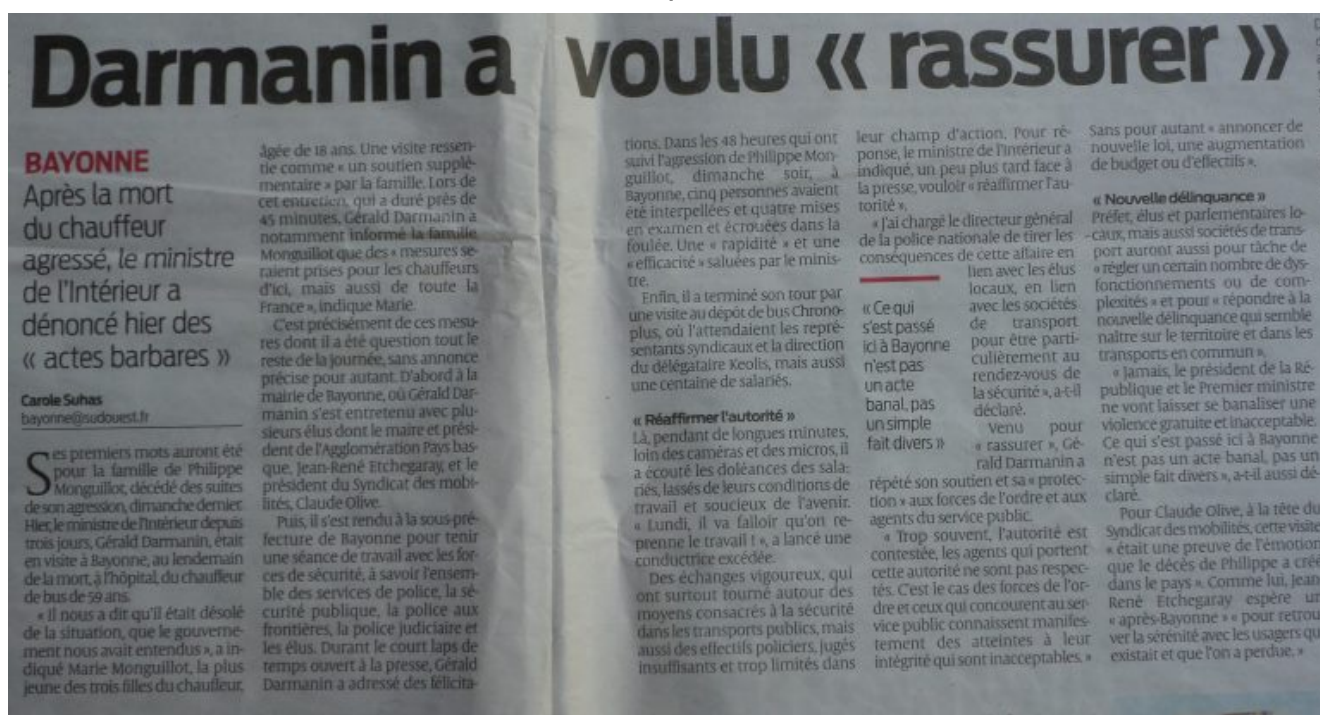 Darmanin a voulu « rassurer »
BAYONNE
Après la mort
du chauffeur
agressé, le ministre
de l'Intérieur a
dénoncé hier des
« actes barbares »
Carole Suhas
bayonne@sudouest.fr
Ses premiers mots auront été
pour la famille de Philippe
Monguillot, décédé des suites
de son agression, dimanche dernier.
Hier, le ministre de l'Intérieur depuis
trois jours, Gérald Darmanin, était
en visite à Bayonne, au lendemain
de la mort, à l'hôpital, du chauffeur
de bus de 59 ans.
« Il nous a dit qu'il était désolé
de la situation, que le gouverne-
ment nous avait entendus », a in-
diqué Marie Monguillot, la plus
jeune des trois filles du chauffeur,
âgée de 18 ans. Une visite ressen-
tie comme « un soutien supplé-
mentaire » par la famille. Lors de
cet entretien, qui a duré près de
45 minutes, Gérald Darmanin a
notamment informé la famille
Monguillot que des « mesures se-
raient prises pour les chauffeurs
d'ici, mais aussi de toute la
France », indique Marie.
C'est précisément de ces mesu-
res dont il a été question tout le
reste de la journée, sans annonce
précise pour autant. D'abord à la
mairie de Bayonne, où Gérald Dar-
manin s'est entretenu avec plu-
sieurs élus dont le maire et prési-
dent de l'Agglomération Pays bas-
que, Jean-René Etchegaray, et le
président du Syndicat des mobi-
lités, Claude Olive.
Puis, il s'est rendu à la sous-pré-
fecture de Bayonne pour tenir
une séance de travail avec les for-
ces de sécurité, à savoir l'ensem-
ble des services de police, la sé-
curité publique, la police aux
frontières, la police judiciaire et
les élus. Durant le court laps de
temps ouvert à la presse, Gérald
Darmanin a adressé des félicita-
tions. Dans les 48 heures qui ont
suivi l'agression de Philippe Mon-
guillot, dimanche soir, à
Bayonne, cinq personnes avaient
été interpellées et quatre mises
en examen et écrouées dans la
foulée. Une « rapidité » et une
« efficacité » saluées par le minis-
tre.
Enfin, il a terminé son tour par
une visite au dépôt de bus Chrono-
plus, où l'attendaient les repré-
sentants syndicaux et la direction
du délégataire Keolis, mais aussi
une centaine de salariés.
« Réaffirmer l'autorité »
Là, pendant de longues minutes,
loin des caméras et des micros, il
a écouté les doléances des sala-
riés, lassés de leurs conditions de
travail et soucieux de l'avenir.
« Lundi, il va falloir qu'on re-
prenne le travail ! », a lancé une
conductrice excédée.
Des échanges vigoureux, qui
ont surtout tourné autour des
moyens consacrés à la sécurité
dans les transports publics, mais
aussi des effectifs policiers, jugés
insuffisants et trop limités dans
leur champ d'action. Pour ré-
ponse, le ministre de l'Intérieur a
indiqué, un peu plus tard face à
la presse, vouloir « réaffirmer l'au-
torité ».
« J'ai chargé le directeur général
de la police nationale de tirer les
conséquences de cette affaire en
lien avec les élus
locaux, en lien
avec les sociétés
de transport
pour être parti-
culièrement au
rendez-vous de
la sécurité », a-t-il
déclaré.
Venu pour
« rassurer », Gé-
rald Darmanin a
« Ce qui
s'est passé
ici à Bayonne
n'est pas
un acte
banal, pas
un simple
fait divers »
répété son soutien et sa « protec-
tion » aux forces de l'ordre et aux
agents du service public.
« Trop souvent, l'autorité est
contestée, les agents qui portent
cette autorité ne sont pas respec-
tés. C'est le cas des forces de l'or-
dre et ceux qui concourent au ser-
vice public connaissent manifes-
tement des atteintes à leur
intégrité qui sont inacceptables. »
Sans pour autant « annoncer de
nouvelle loi, une augmentation
de budget ou d'effectifs ».
« Nouvelle délinquance »
Préfet, élus et parlementaires lo-
caux, mais aussi sociétés de trans-
port auront aussi pour tâche de
« régler un certain nombre de dys-
fonctionnements ou de com-
plexités » et pour « répondre à la
nouvelle délinquance qui semble
naître sur le territoire et dans les
transports en commun ».
« Jamais, le président de la Ré-
publique et le Premier ministre
ne vont laisser se banaliser une
violence gratuite et inacceptable.
Ce qui s'est passé ici à Bayonne
n'est pas un acte banal, pas un
simple fait divers », a-t-il aussi dé-
claré.
Pour Claude Olive, à la tête du
Syndicat des mobilités, cette visite
« était une preuve de l'émotion
que le décès de Philippe a créé
dans le pays ». Comme lui, Jean
René Etchegaray espère un
« après-Bayonne » « pour retrou
ver la sérénité avec les usagers qu
existait et que l'on a perdue. »